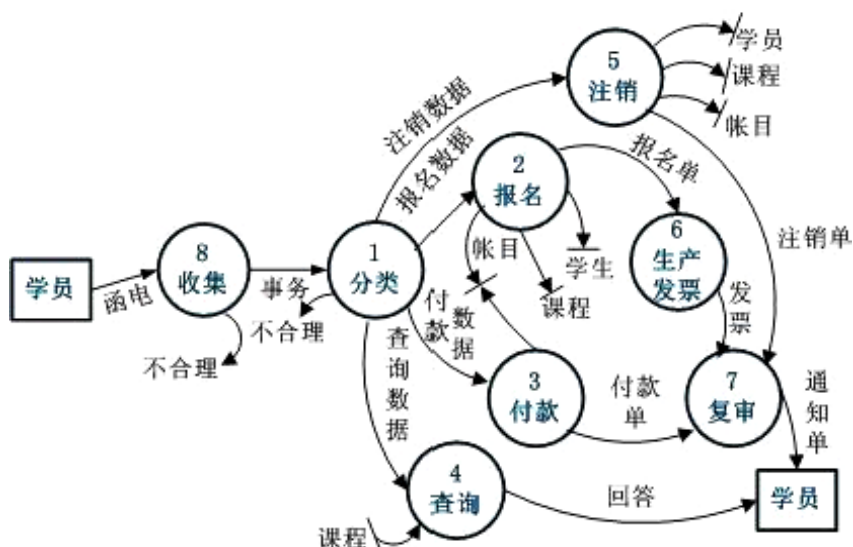 学员
函电
8
收集
不合理
事务
不合理
1
分类
注销数据
报名数据
付款
数据
查询数据
5
注销
学员
课程
帐目
2
报名
帐目
课程
学生
报名单
6
生产
发票
发票
注销单
3
付款
付款
单
7
复审
通知单
4
查询
课程
回答
学员